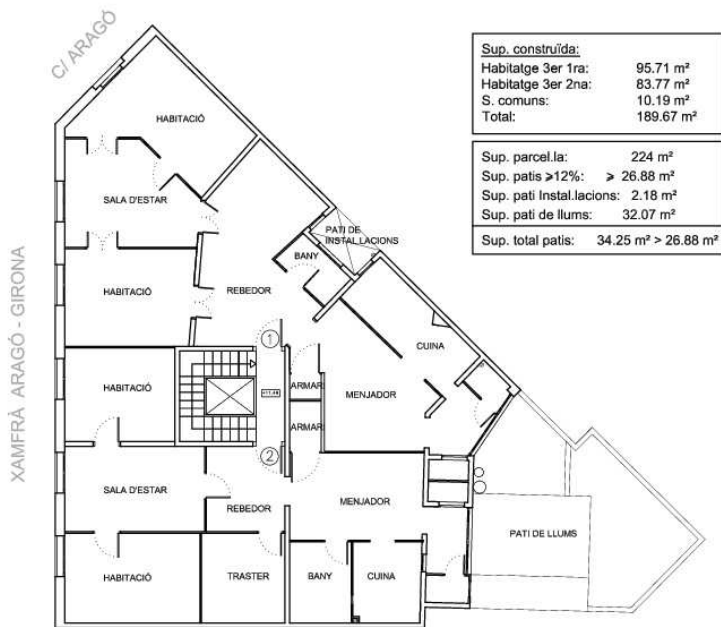 C/ ARAGÓ
XAMFRÀ ARAGÓ - GIRONA
Sup. construïda:
Habitatge 3er 1ra: 95.71 m²
Habitatge 3er 2na: 83.77 m²
S. comuns: 10.19 m²
Total: 189.67 m²
Sup. parcel.la: 224 m²
Sup. patis ≥12%: ≥ 26.88 m²
Sup. pati Instal.lacions: 2.18 m²
Sup. pati de llums: 32.07 m²
Sup. total patis: 34.25 m² > 26.88 m²
HABITACIÓ
SALA D'ESTAR
PATI DE
INSTAL.LACIONS
BANY
HABITACIÓ
REBEDOR
1
CUINA
HABITACIÓ
ARMARI
MENJADOR
ARMARI
2
SALA D'ESTAR
REBEDOR
MENJADOR
PATI DE LLUMS
HABITACIÓ
TRASTER
BANY
CUINA